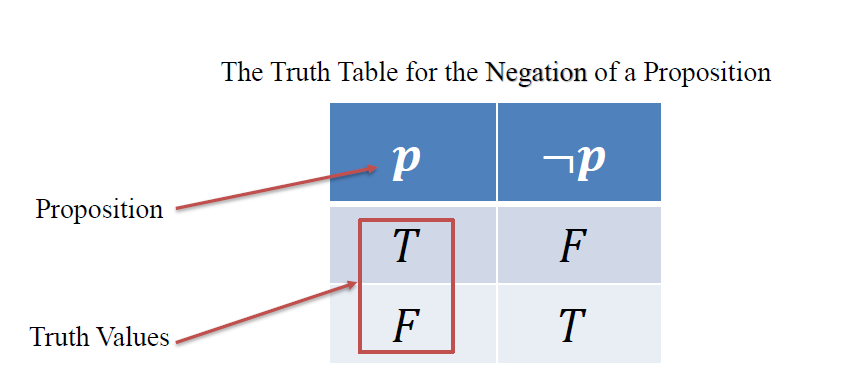 The Truth Table for the Negation of a Proposition
p ¬p
Proposition
T F
Truth Values
F T